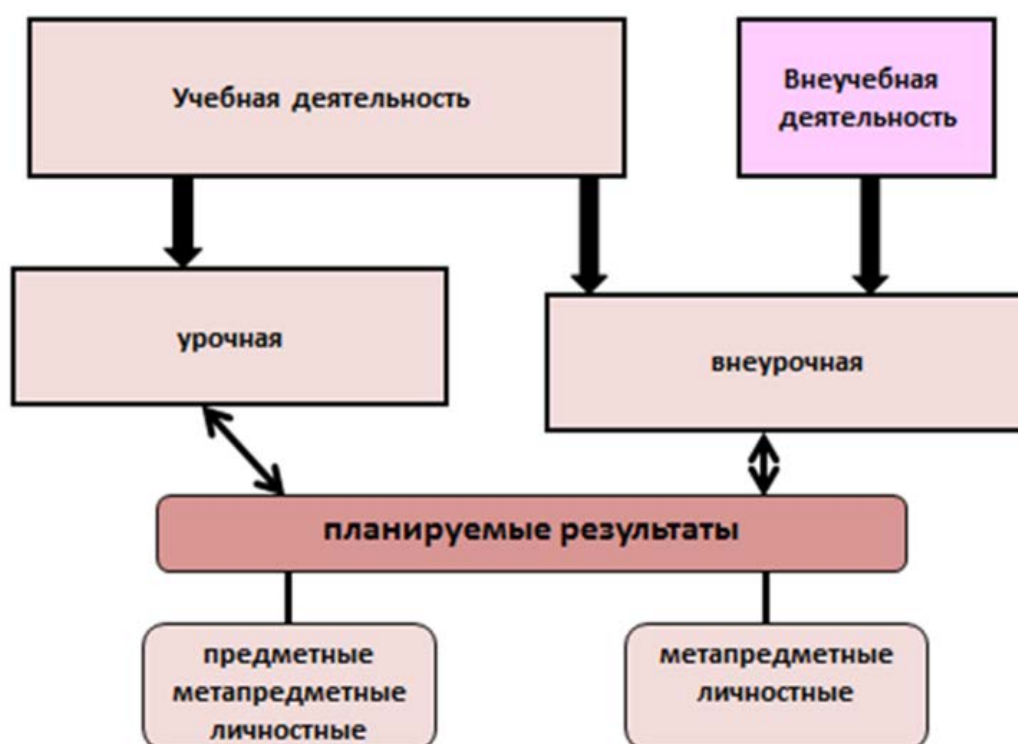 Учебная деятельность
Внеучебная
деятельность
урочная
внеурочная
планируемые результаты
предметные
метапредметные
личностные
метапредметные
личностные